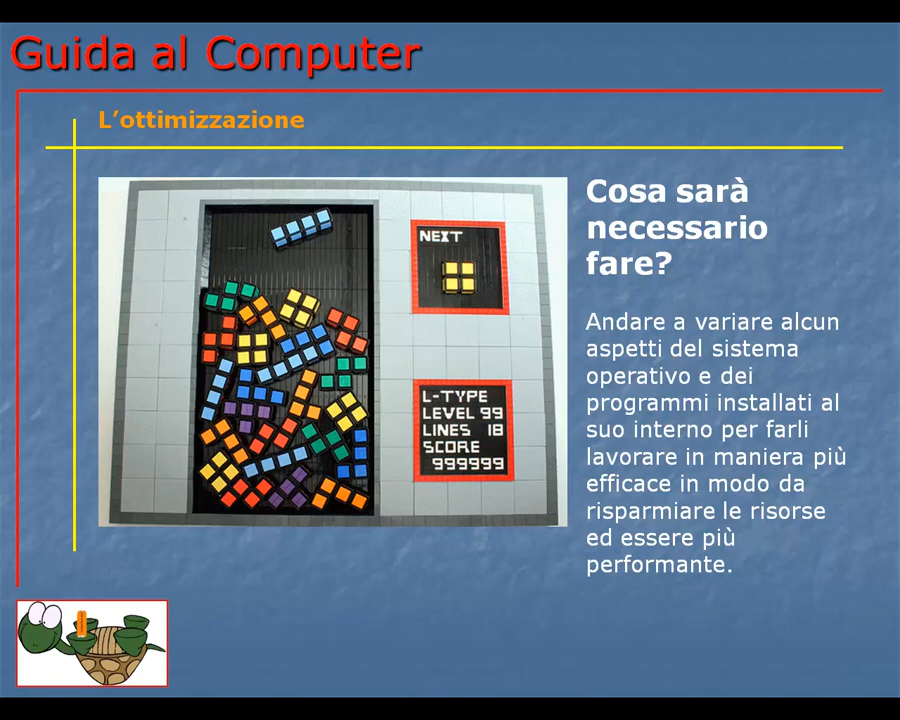 Guida al Computer
L'ottimizzazione
Cosa sarà
necessario
fare?
Andare a variare alcun
aspetti del sistema
operativo e dei
programmi installati al
suo interno per farli
lavorare in maniera più
efficace in modo da
risparmiare le risorse
ed essere più
performante.
NEXT
L-TYPE
LEVEL 99
LINES 18
SCORE
999999